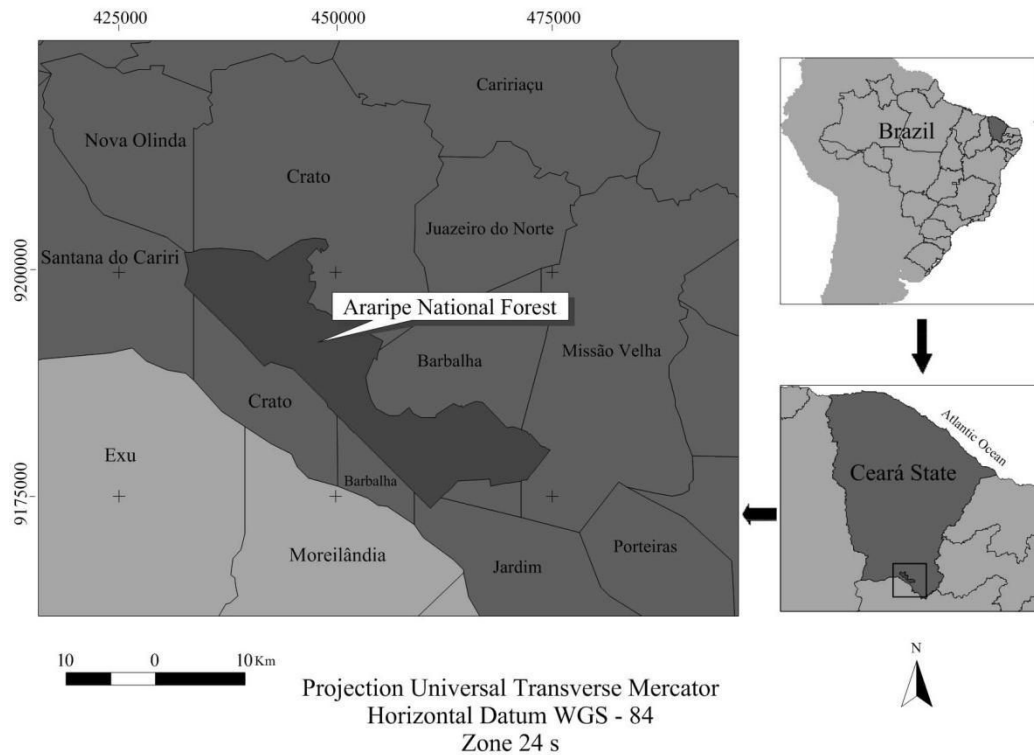 425000
450000
475000
Caririaçu
Nova Olinda
Crato
Juazeiro do Norte
Santana do Cariri
9200000
Araripe National Forest
Barbalha
Missão Velha
Crato
Exu
Barbalha
9175000
Moreilândia
Jardim
Porteiras
Brazil
Atlantic Ocean
Ceará State
10
0
10 Km
N
Projection Universal Transverse Mercator
Horizontal Datum WGS - 84
Zone 24 s